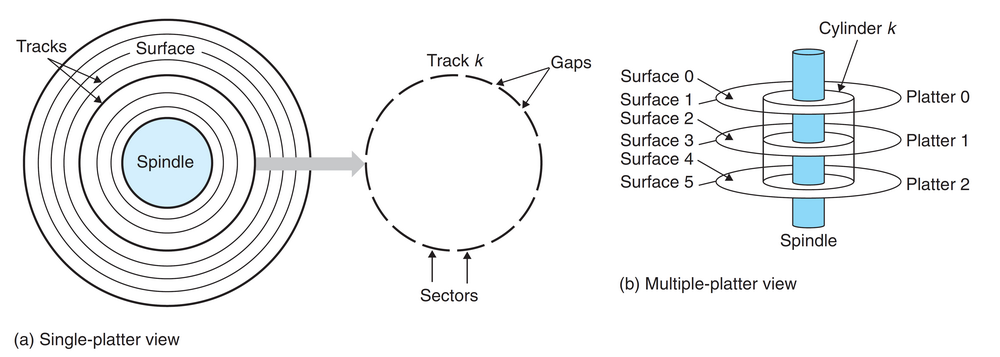 Tracks
Surface
Spindle
Track k
Gaps
Sectors
(a) Single-platter view
Cylinder k
Surface 0
Surface 1
Surface 2
Surface 3
Surface 4
Surface 5
Platter 0
Platter 1
Platter 2
Spindle
(b) Multiple-platter view